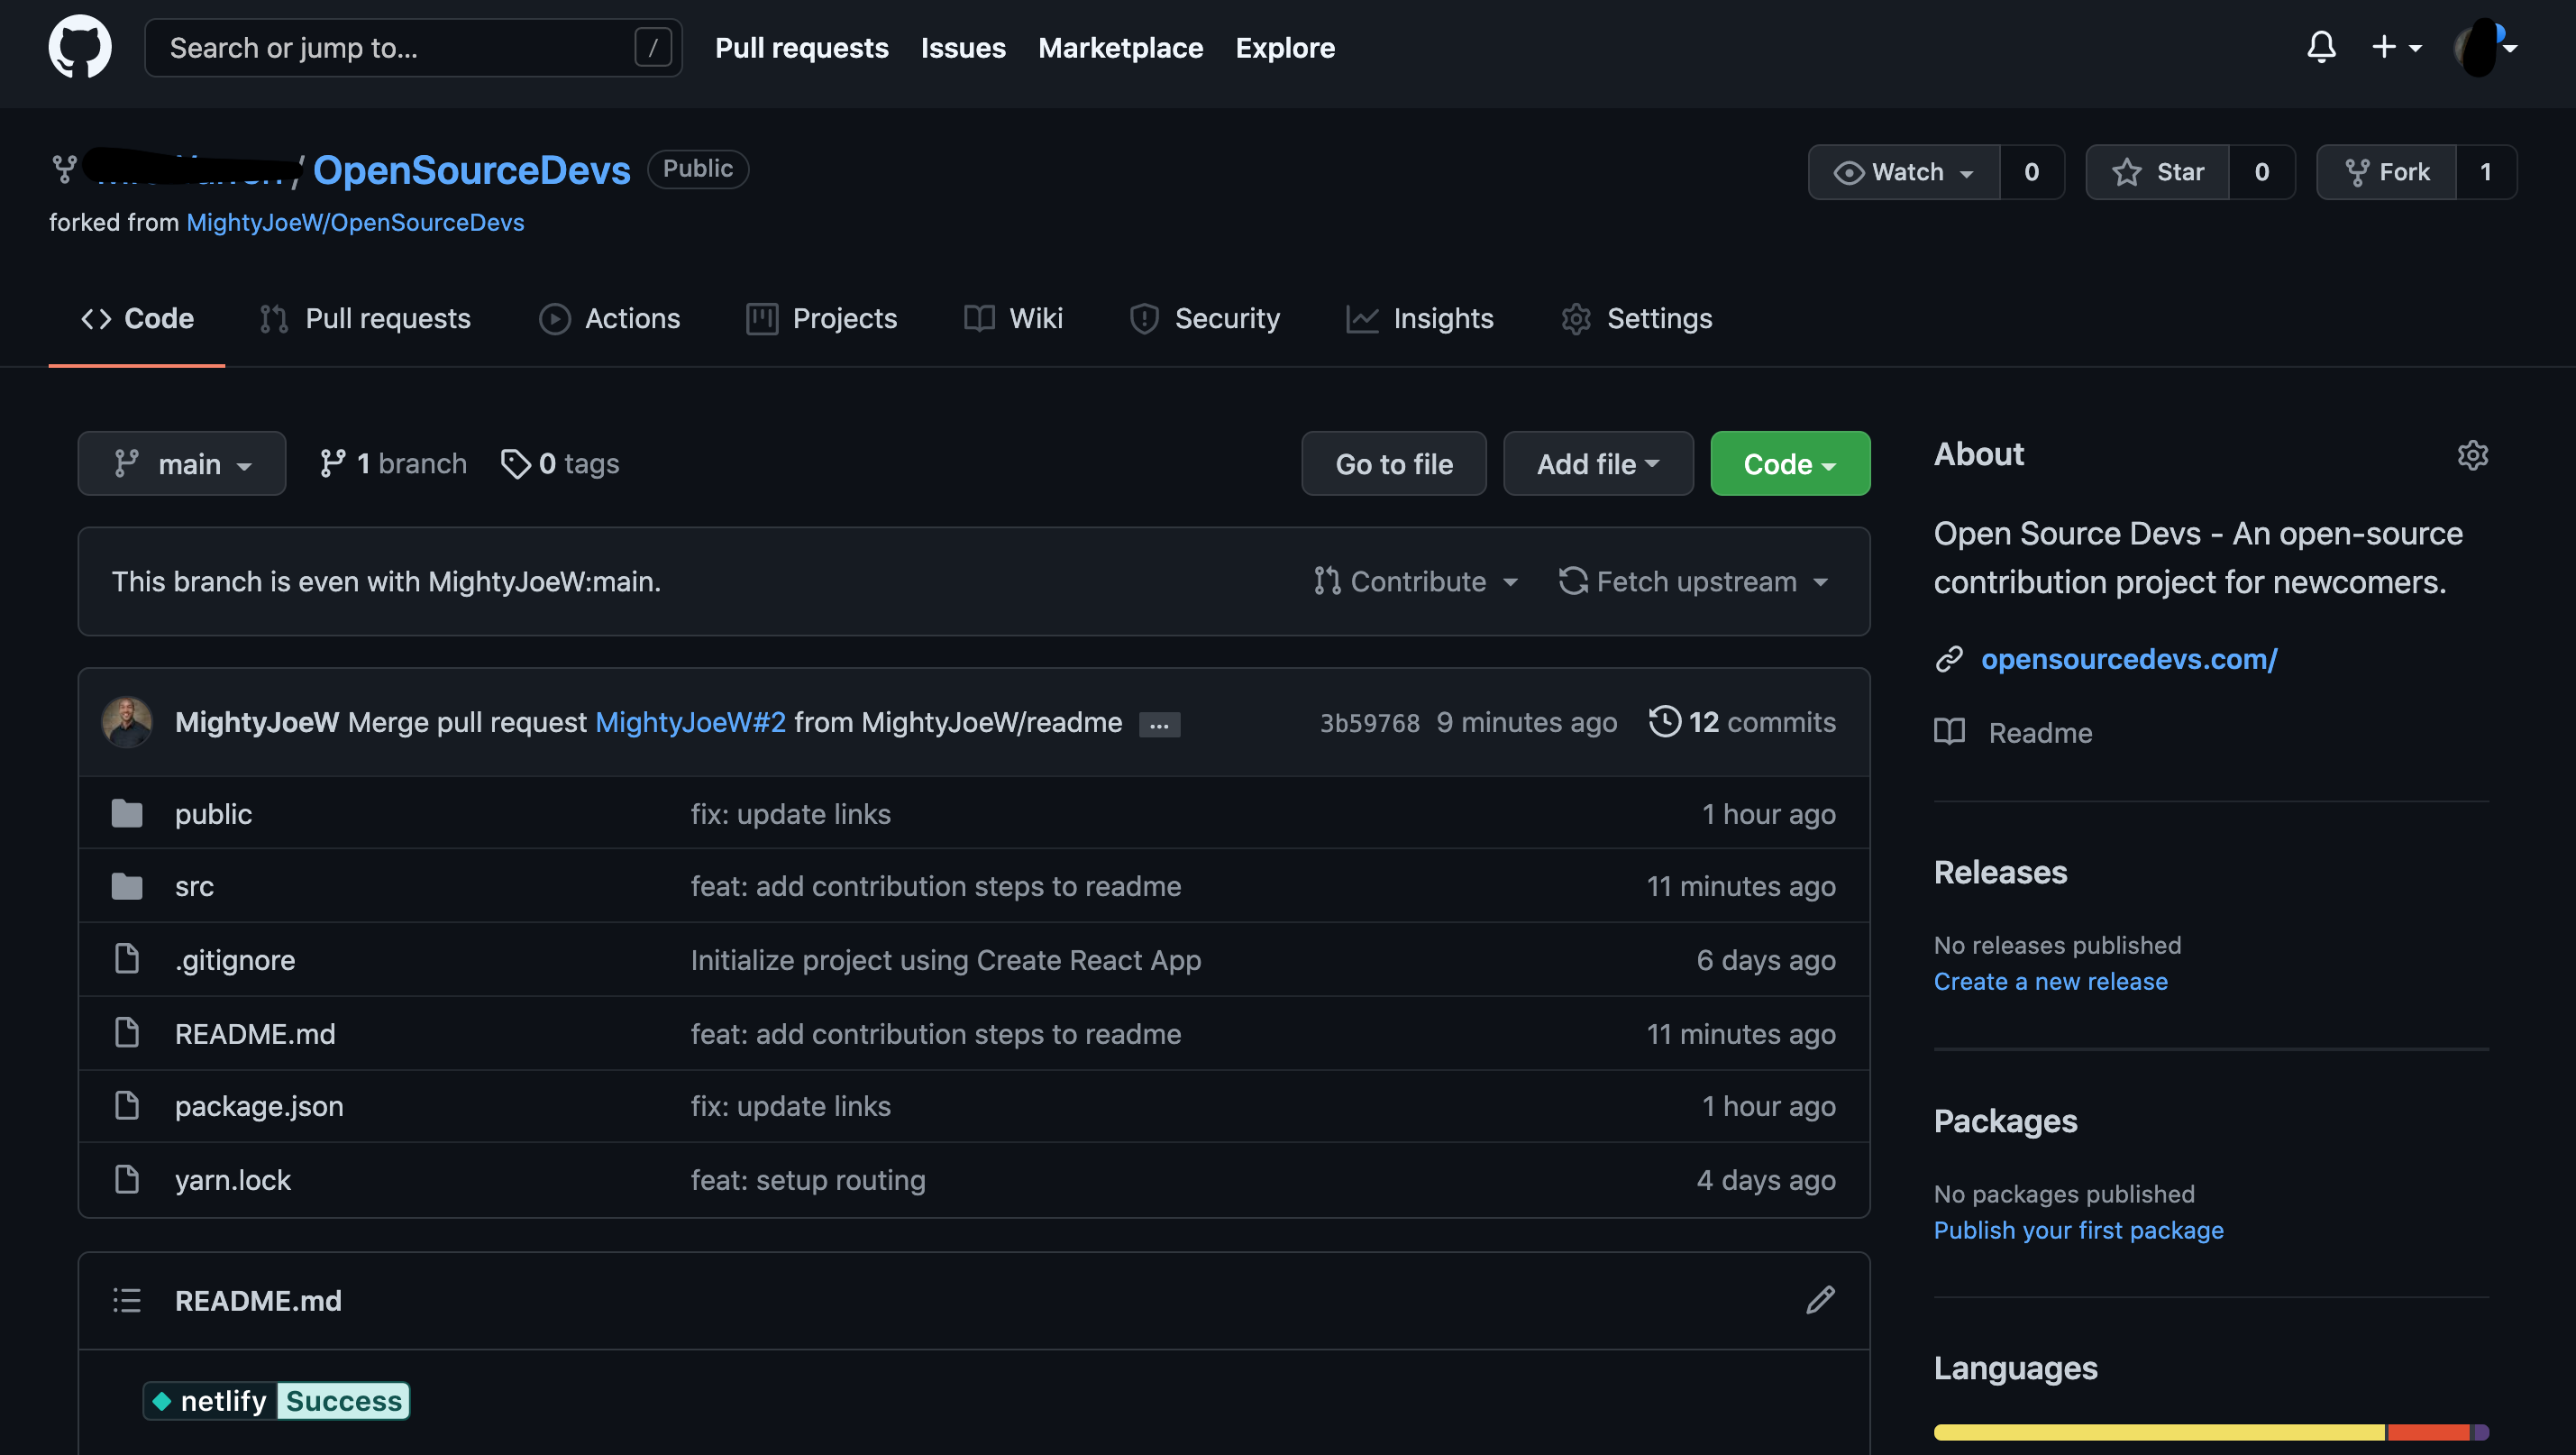 Search or jump to... /
Pull requests Issues Marketplace Explore
/ OpenSourceDevs Public
Watch 0 Star 0 Fork 1
forked from MightyJoeW/OpenSourceDevs
Code Pull requests Actions Projects Wiki Security Insights Settings
main 1 branch 0 tags Go to file Add file Code
This branch is even with MightyJoeW:main. Contribute Fetch upstream
MightyJoeW Merge pull request MightyJoeW#2 from MightyJoeW/readme ... 3b59768 9 minutes ago 12 commits
public fix: update links 1 hour ago
src feat: add contribution steps to readme 11 minutes ago
.gitignore Initialize project using Create React App 6 days ago
README.md feat: add contribution steps to readme 11 minutes ago
package.json fix: update links 1 hour ago
yarn.lock feat: setup routing 4 days ago
README.md
netlify Success
About
Open Source Devs - An open-source
contribution project for newcomers.
opensourcedevs.com/
Readme
Releases
No releases published
Create a new release
Packages
No packages published
Publish your first package
Languages